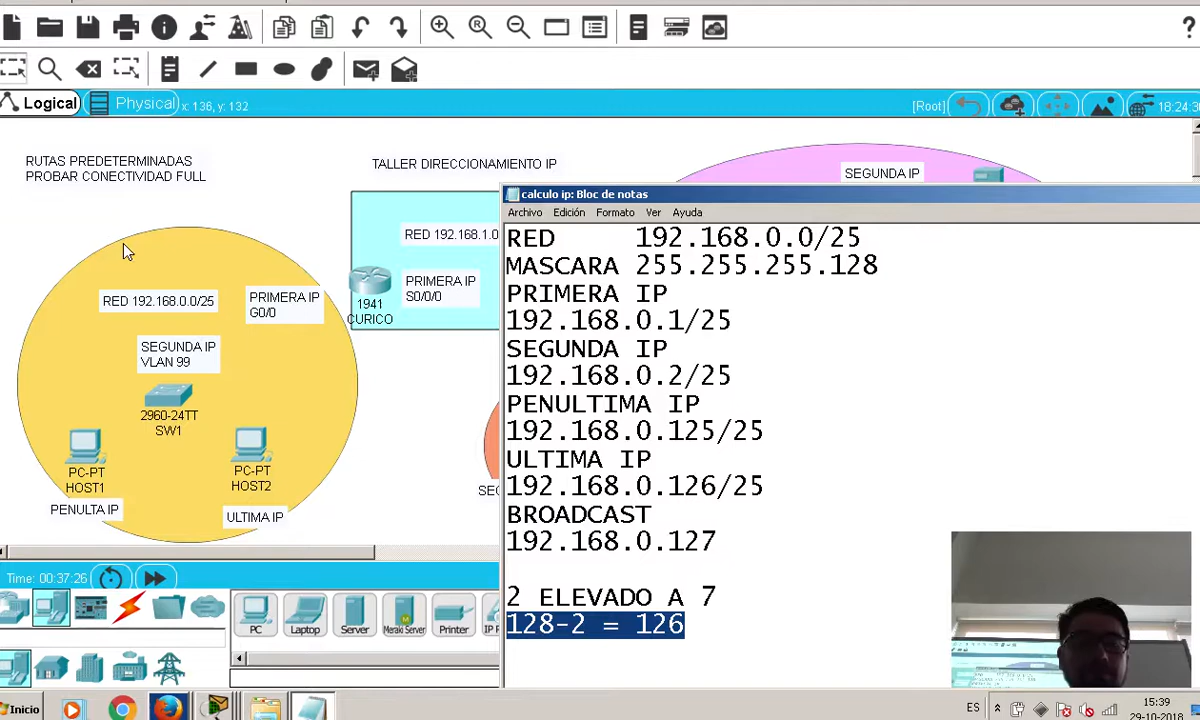 ?
Logical
Physical
x: 136, y: 132
[Root]
18:24:3
RUTAS PREDETERMINADAS
PROBAR CONECTIVIDAD FULL
TALLER DIRECCIONAMIENTO IP
SEGUNDA IP
RED 192.168.1.0
PRIMERA IP
S0/0/0
1941
CURICO
RED 192.168.0.0/25
PRIMERA IP
G0/0
SEGUNDA IP
VLAN 99
2960-24TT
SW1
PC-PT
HOST1
PENULTA IP
PC-PT
HOST2
ULTIMA IP
calculo ip: Bloc de notas
Archivo Edición Formato Ver Ayuda
RED 192.168.0.0/25
MASCARA 255.255.255.128
PRIMERA IP
192.168.0.1/25
SEGUNDA IP
192.168.0.2/25
PENULTIMA IP
192.168.0.125/25
ULTIMA IP
192.168.0.126/25
BROADCAST
192.168.0.127
2 ELEVADO A 7
128-2 = 126
Time: 00:37:26
PC
Laptop
Server
Meraki Server
Printer
IP P
Inicio
ES
15:39
29-10-2018